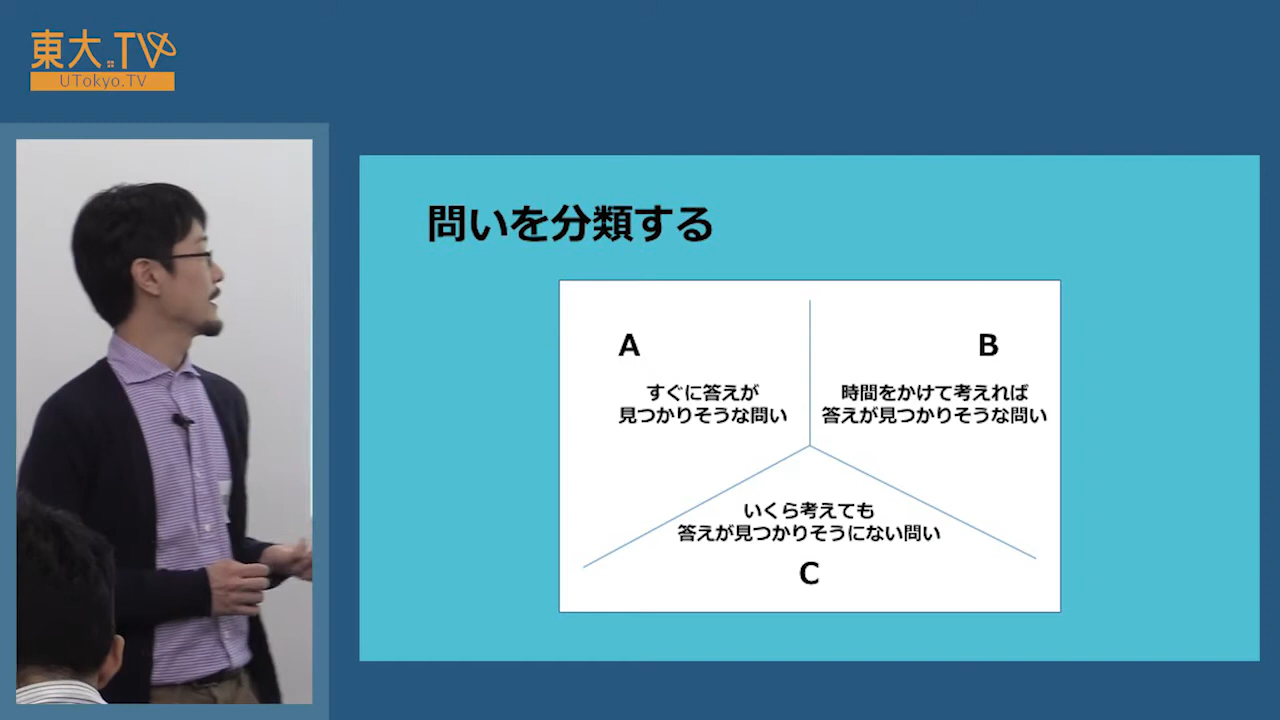 東大.TV
UTokyo.TV
問いを分類する
A
すぐに答えが
見つかりそうな問い
B
時間をかけて考えれば
答えが見つかりそうな問い
いくら考えても
答えが見つかりそうにない問い
C